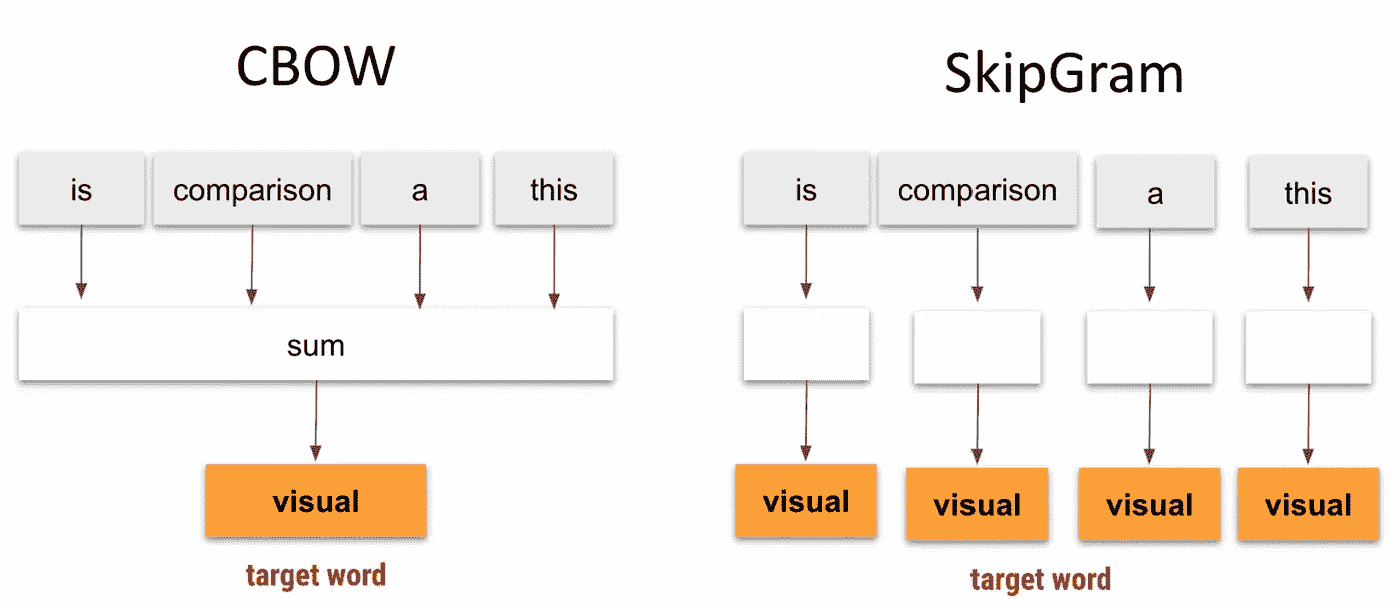 CBOW
is comparison a this
sum
visual
target word
SkipGram
is comparison a this
visual visual visual visual
target word